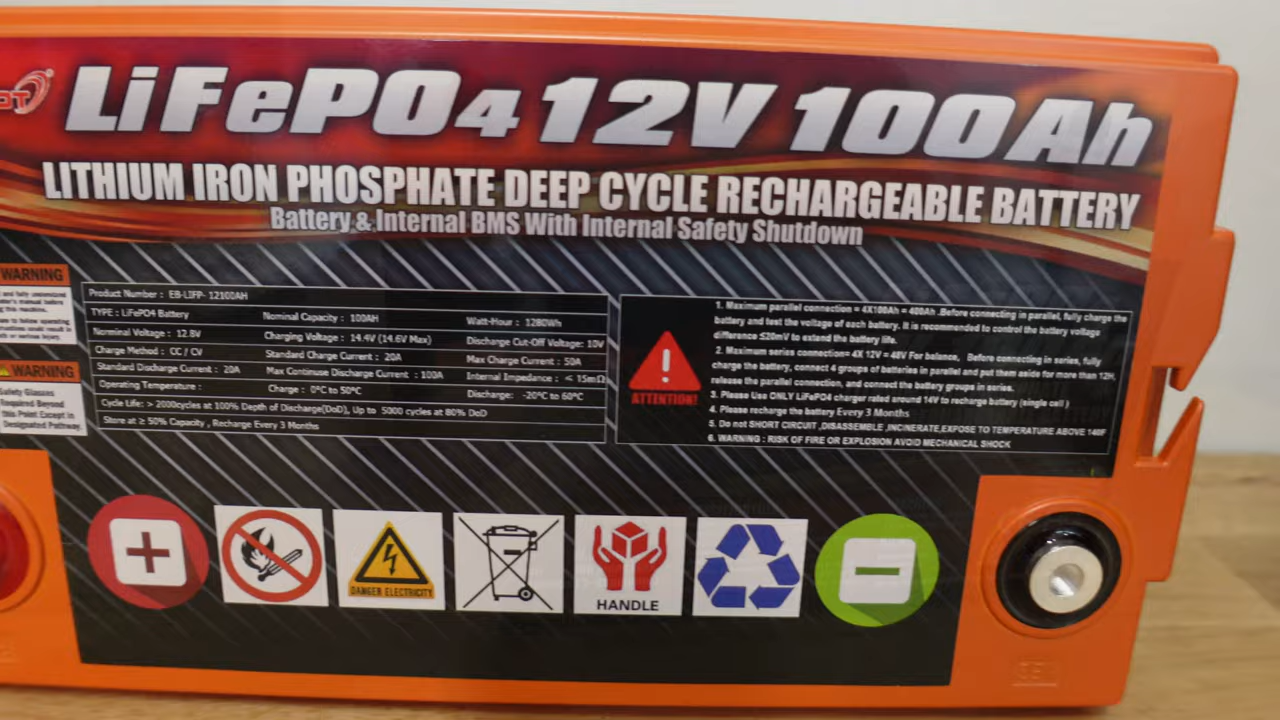 LiFePO4 12V 100Ah
LITHIUM IRON PHOSPHATE DEEP CYCLE RECHARGEABLE BATTERY
Battery & Internal BMS With Internal Safety Shutdown
WARNING
WARNING
Safety Glasses
Required Beyond
this Point Except in
Designated Pathway.
Product Number : EB-LIFP- 12100AH
TYPE : LiFePO4 Battery Nominal Capacity : 100AH Watt-Hour : 1280Wh
Norminal Voltage : 12.8V Charging Voltage : 14.4V (14.6V Max) Discharge Cut-Off Voltage: 10V
Charge Method : CC / CV Standard Charge Current : 20A Max Charge Current : 50A
Standard Discharge Current : 20A Max Continuse Discharge Current : 100A Internal Impedance : < 15mΩ
Operating Temperature : Charge : 0°C to 50°C Discharge: -20°C to 60°C
Cycle Life: > 2000cycles at 100% Depth of Discharge(DoD), Up to 5000 cycles at 80% DoD
Store at ≥ 50% Capacity , Recharge Every 3 Months
ATTENTION!
1. Maximum parallel connection = 4X100Ah = 400Ah .Before connecting in parallel, fully charge the
battery and test the voltage of each battery. It is recommended to control the battery voltage
difference ≤20mV to extend the battery life.
2. Maximum series connection= 4X 12V = 48V For balance, Before connecting in series, fully
charge the battery, connect 4 groups of batteries in parallel and put them aside for more than 12H,
release the parallel connection, and connect the battery groups in series.
3. Please Use ONLY LiFePO4 charger rated around 14V to recharge battery (single cell )
4. Please recharge the battery Every 3 Months
5. Do not SHORT CIRCUIT ,DISASSEMBLE ,INCINERATE,EXPOSE TO TEMPERATURE ABOVE 140F
6. WARNING : RISK OF FIRE OR EXPLOSION AVOID MECHANICAL SHOCK
DANGER ELECTRICITY
HANDLE